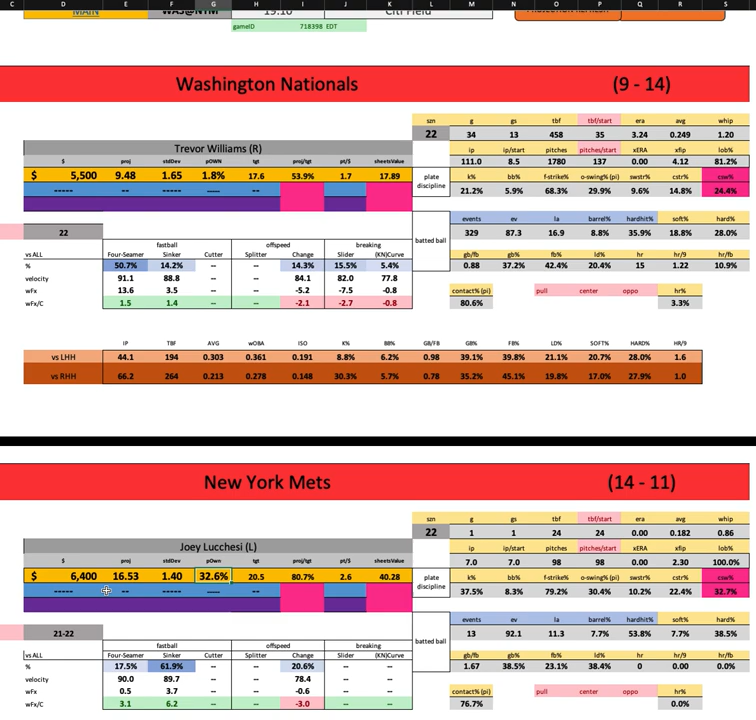 C D E F G H I J K L M N O P Q R S
MAIN WAS@NYM 19:10 Citi Field
gameID 718398 EDT
Washington Nationals (9 - 14)
szn g gs tbf tbf/start era avg whip
22 34 13 458 35 3.24 0.249 1.20
Trevor Williams (R)
ip ip/start pitches pitches/start xERA xfip lob%
$ proj stdDev pOWN tgt proj/tgt pt/$ sheetsValue
111.0 8.5 1780 137 0.00 4.12 81.2%
$ 5,500 9.48 1.65 1.8% 17.6 53.9% 1.7 17.89
plate discipline
k% bb% f-strike% o-swing% (pi) swstr% cstr% csw%
----- -- --- ---- --
21.2% 5.9% 68.3% 29.9% 9.6% 14.8% 24.4%
events ev la barrel% hardhit% soft% hard%
22
329 87.3 16.9 8.8% 35.9% 18.8% 28.0%
batted ball
fastball offspeed breaking
vs ALL Four-Seamer Sinker Cutter Splitter Change Slider (KN)Curve
gb/fb gb% fb% ld% hr hr/9 hr/fb
% 50.7% 14.2% -- -- 14.3% 15.5% 5.4%
0.88 37.2% 42.4% 20.4% 15 1.22 10.9%
velocity 91.1 88.8 -- -- 84.1 82.0 77.8
wFx 13.6 3.5 -- -- -5.2 -7.5 -0.8
contact% (pi) pull center oppo hr%
wFx/C 1.5 1.4 -- -- -2.1 -2.7 -0.8
80.6% 3.3%
IP TBF AVG wOBA ISO K% BB% GB/FB GB% FB% LD% SOFT% HARD% HR/9
vs LHH 44.1 194 0.303 0.361 0.191 8.8% 6.2% 0.98 39.1% 39.8% 21.1% 20.7% 28.0% 1.6
vs RHH 66.2 264 0.213 0.278 0.148 30.3% 5.7% 0.78 35.2% 45.1% 19.8% 17.0% 27.9% 1.0
New York Mets (14 - 11)
szn g gs tbf tbf/start era avg whip
22 1 1 24 24 0.00 0.182 0.86
Joey Lucchesi (L)
ip ip/start pitches pitches/start xERA xfip lob%
$ proj stdDev pOwn tgt proj/tgt pt/$ sheetsValue
7.0 7.0 98 98 0.00 2.30 100.0%
$ 6,400 16.53 1.40 32.6% 20.5 80.7% 2.6 40.28
plate discipline
k% bb% f-strike% o-swing% (pi) swstr% cstr% csw%
----- -- --- ---- --
37.5% 8.3% 79.2% 30.4% 10.2% 22.4% 32.7%
events ev la barrel% hardhit% soft% hard%
21-22
13 92.1 11.3 7.7% 53.8% 7.7% 38.5%
batted ball
fastball offspeed breaking
vs ALL Four-Seamer Sinker Cutter Splitter Change Slider (KN)Curve
gb/fb gb% fb% ld% hr hr/9 hr/fb
% 17.5% 61.9% -- -- 20.6% -- --
1.67 38.5% 23.1% 38.4% 0 0.00 0.0%
velocity 90.0 89.7 -- -- 78.4 -- --
wFx 0.5 3.7 -- -- -0.6 -- --
contact% (pi) pull center oppo hr%
wFx/C 3.1 6.2 -- -- -3.0 -- --
76.7% 0.0%